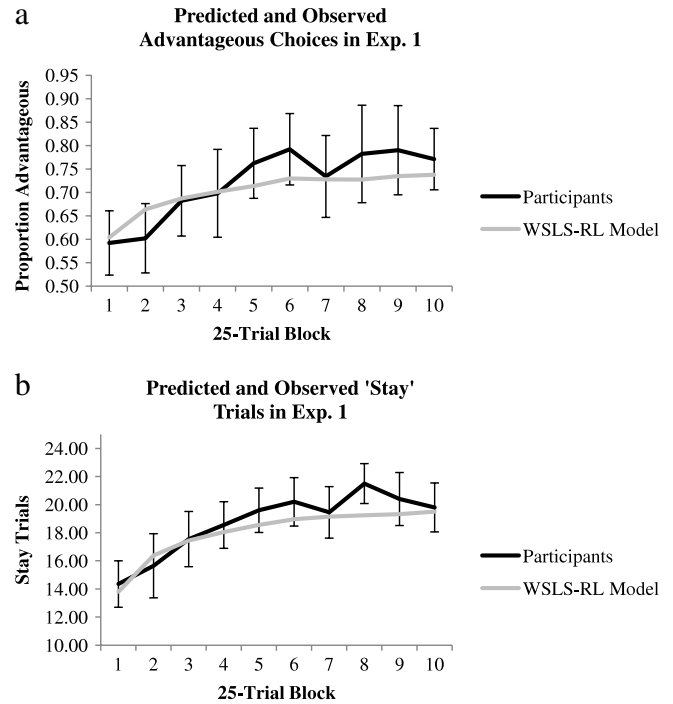 a
Predicted and Observed
Advantageous Choices in Exp. 1
Proportion Advantageous
0.95
0.90
0.85
0.80
0.75
0.70
0.65
0.60
0.55
0.50
1 2 3 4 5 6 7 8 9 10
25-Trial Block
Participants
WSLS-RL Model
b
Predicted and Observed 'Stay'
Trials in Exp. 1
Stay Trials
24.00
22.00
20.00
18.00
16.00
14.00
12.00
10.00
1 2 3 4 5 6 7 8 9 10
25-Trial Block
Participants
WSLS-RL Model